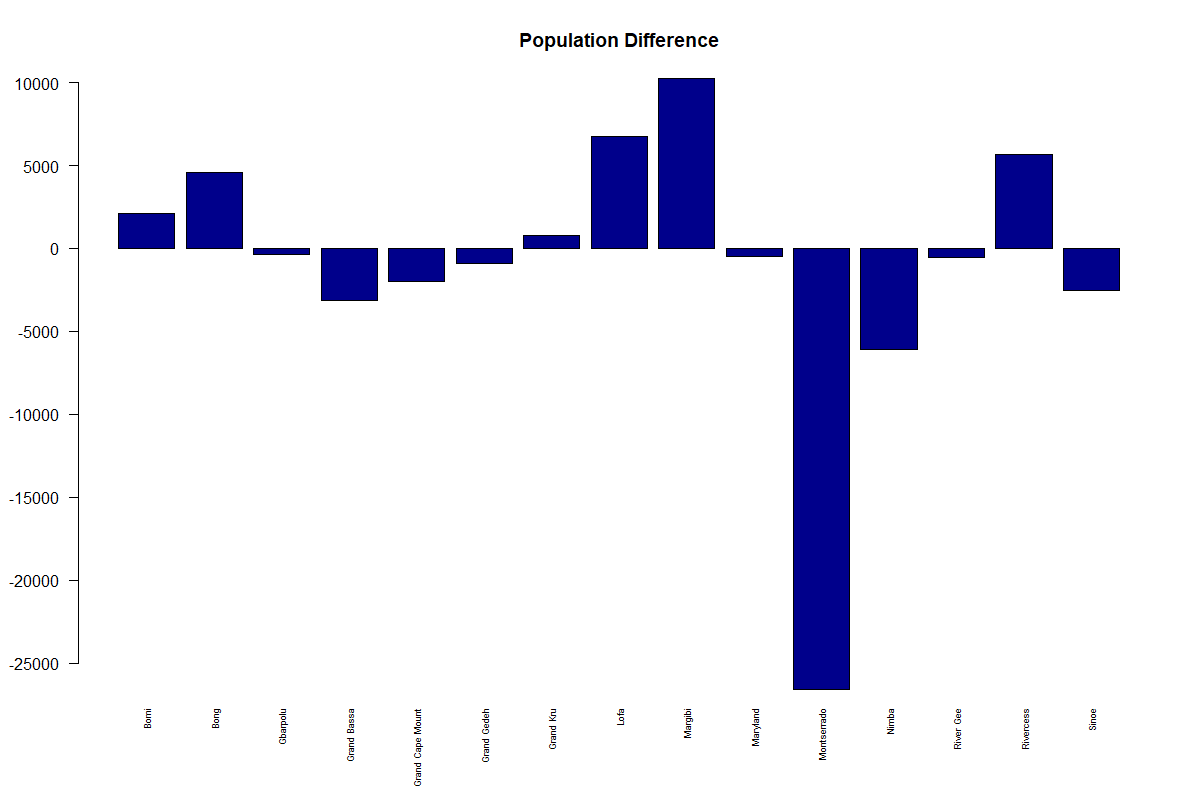 Population Difference
10000
5000
0
-5000
-10000
-15000
-20000
-25000
Bomi
Bong
Gbarpolu
Grand Bassa
Grand Cape Mount
Grand Gedeh
Grand Kru
Lofa
Margibi
Maryland
Montserrado
Nimba
River Gee
Rivercess
Sinoe